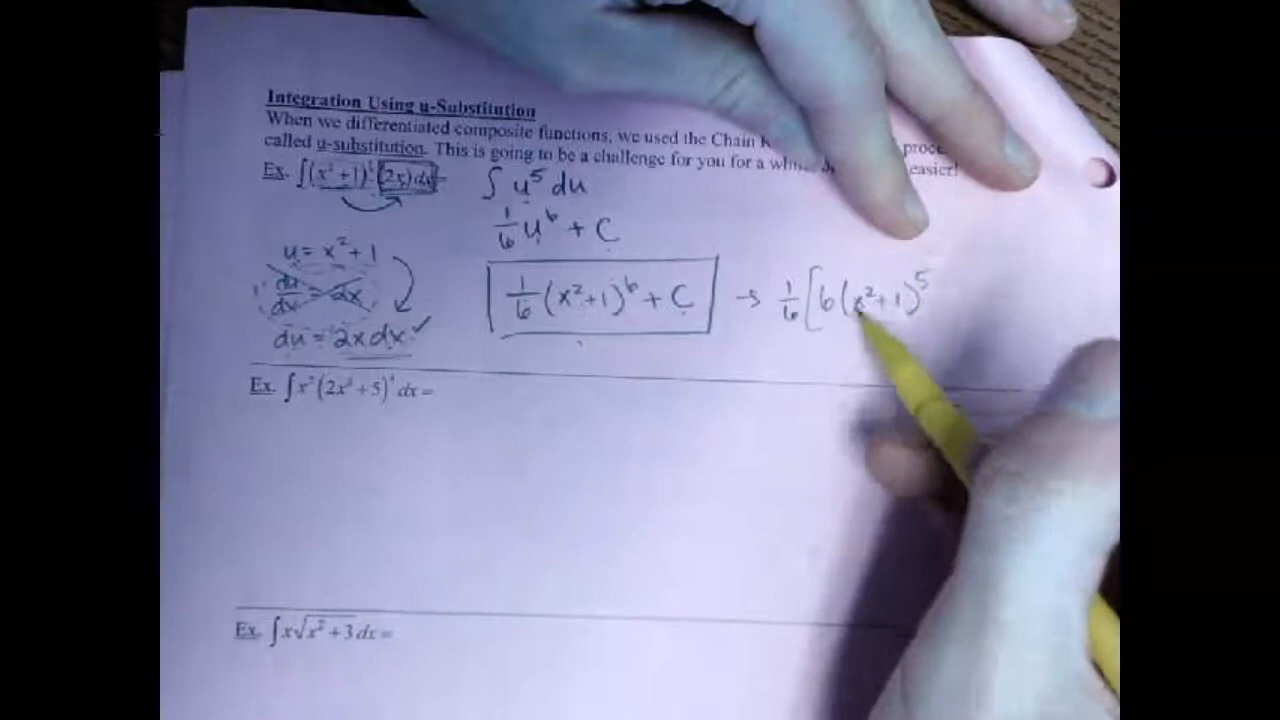 Integration Using u-Substitution
When we differentiated composite functions, we used the Chain
called u-substitution. This is going to be a challenge for you for a easier!
Ex. ∫(x² + 1)⁵(2x)dx= ∫ u⁵ du
1/6 u⁶ + C
u = x² + 1
du/dx = 2x
1/6 (x²+1)⁶ + C → 1/6 [6(x²+1)⁵
du = 2x dx ✓
Ex. ∫x²(2x³ + 5)⁴ dx =
Ex. ∫x√x² + 3 dx =